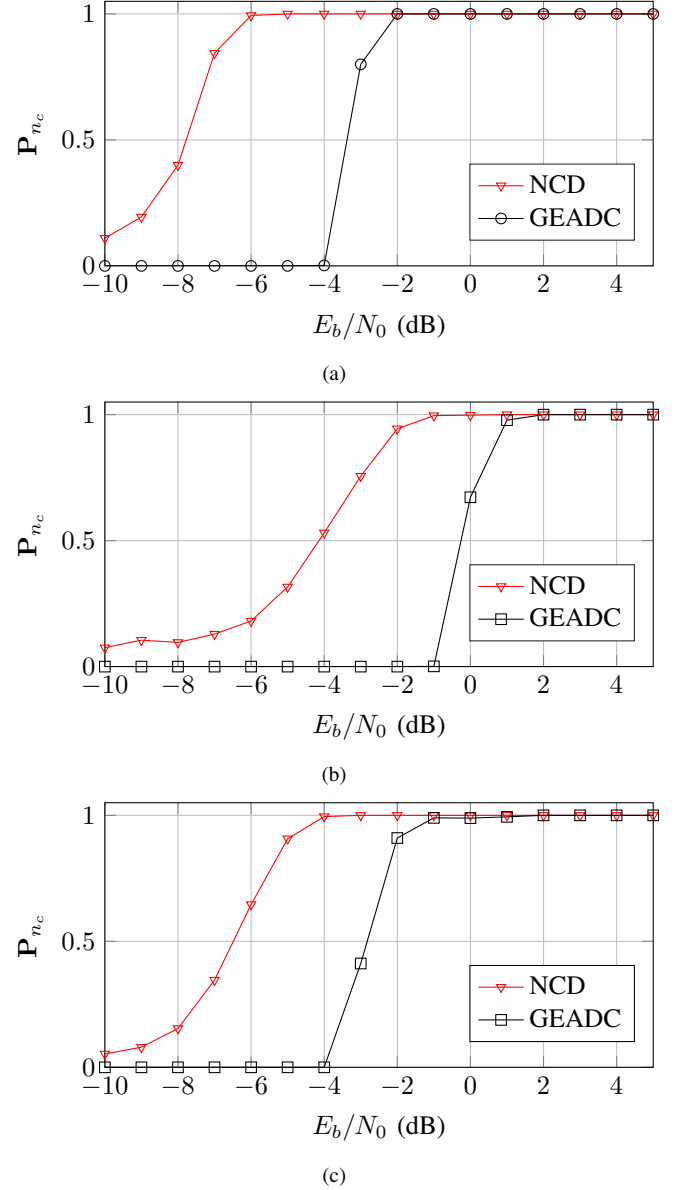 1
0.5
0
P_{n_c}
NCD
GEADC
−10 −8 −6 −4 −2 0 2 4
E_b/N_0 (dB)
(a)
1
0.5
0
P_{n_c}
NCD
GEADC
−10 −8 −6 −4 −2 0 2 4
E_b/N_0 (dB)
(b)
1
0.5
0
P_{n_c}
NCD
GEADC
−10 −8 −6 −4 −2 0 2 4
E_b/N_0 (dB)
(c)